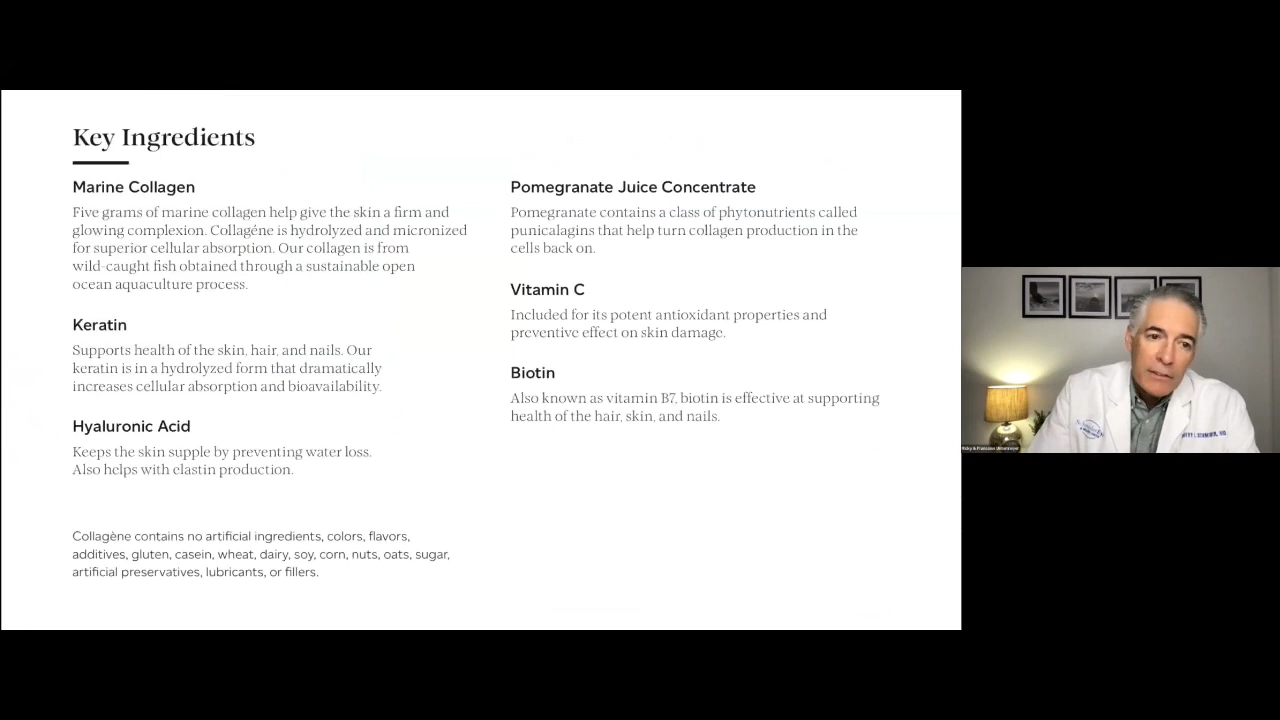 Key Ingredients
Marine Collagen
Five grams of marine collagen help give the skin a firm and
glowing complexion. Collagéne is hydrolyzed and micronized
for superior cellular absorption. Our collagen is from
wild-caught fish obtained through a sustainable open
ocean aquaculture process.
Keratin
Supports health of the skin, hair, and nails. Our
keratin is in a hydrolyzed form that dramatically
increases cellular absorption and bioavailability.
Hyaluronic Acid
Keeps the skin supple by preventing water loss.
Also helps with elastin production.
Collagène contains no artificial ingredients, colors, flavors,
additives, gluten, casein, wheat, dairy, soy, corn, nuts, oats, sugar,
artificial preservatives, lubricants, or fillers.
Pomegranate Juice Concentrate
Pomegranate contains a class of phytonutrients called
punicalagins that help turn collagen production in the
cells back on.
Vitamin C
Included for its potent antioxidant properties and
preventive effect on skin damage.
Biotin
Also known as vitamin B7, biotin is effective at supporting
health of the hair, skin, and nails.